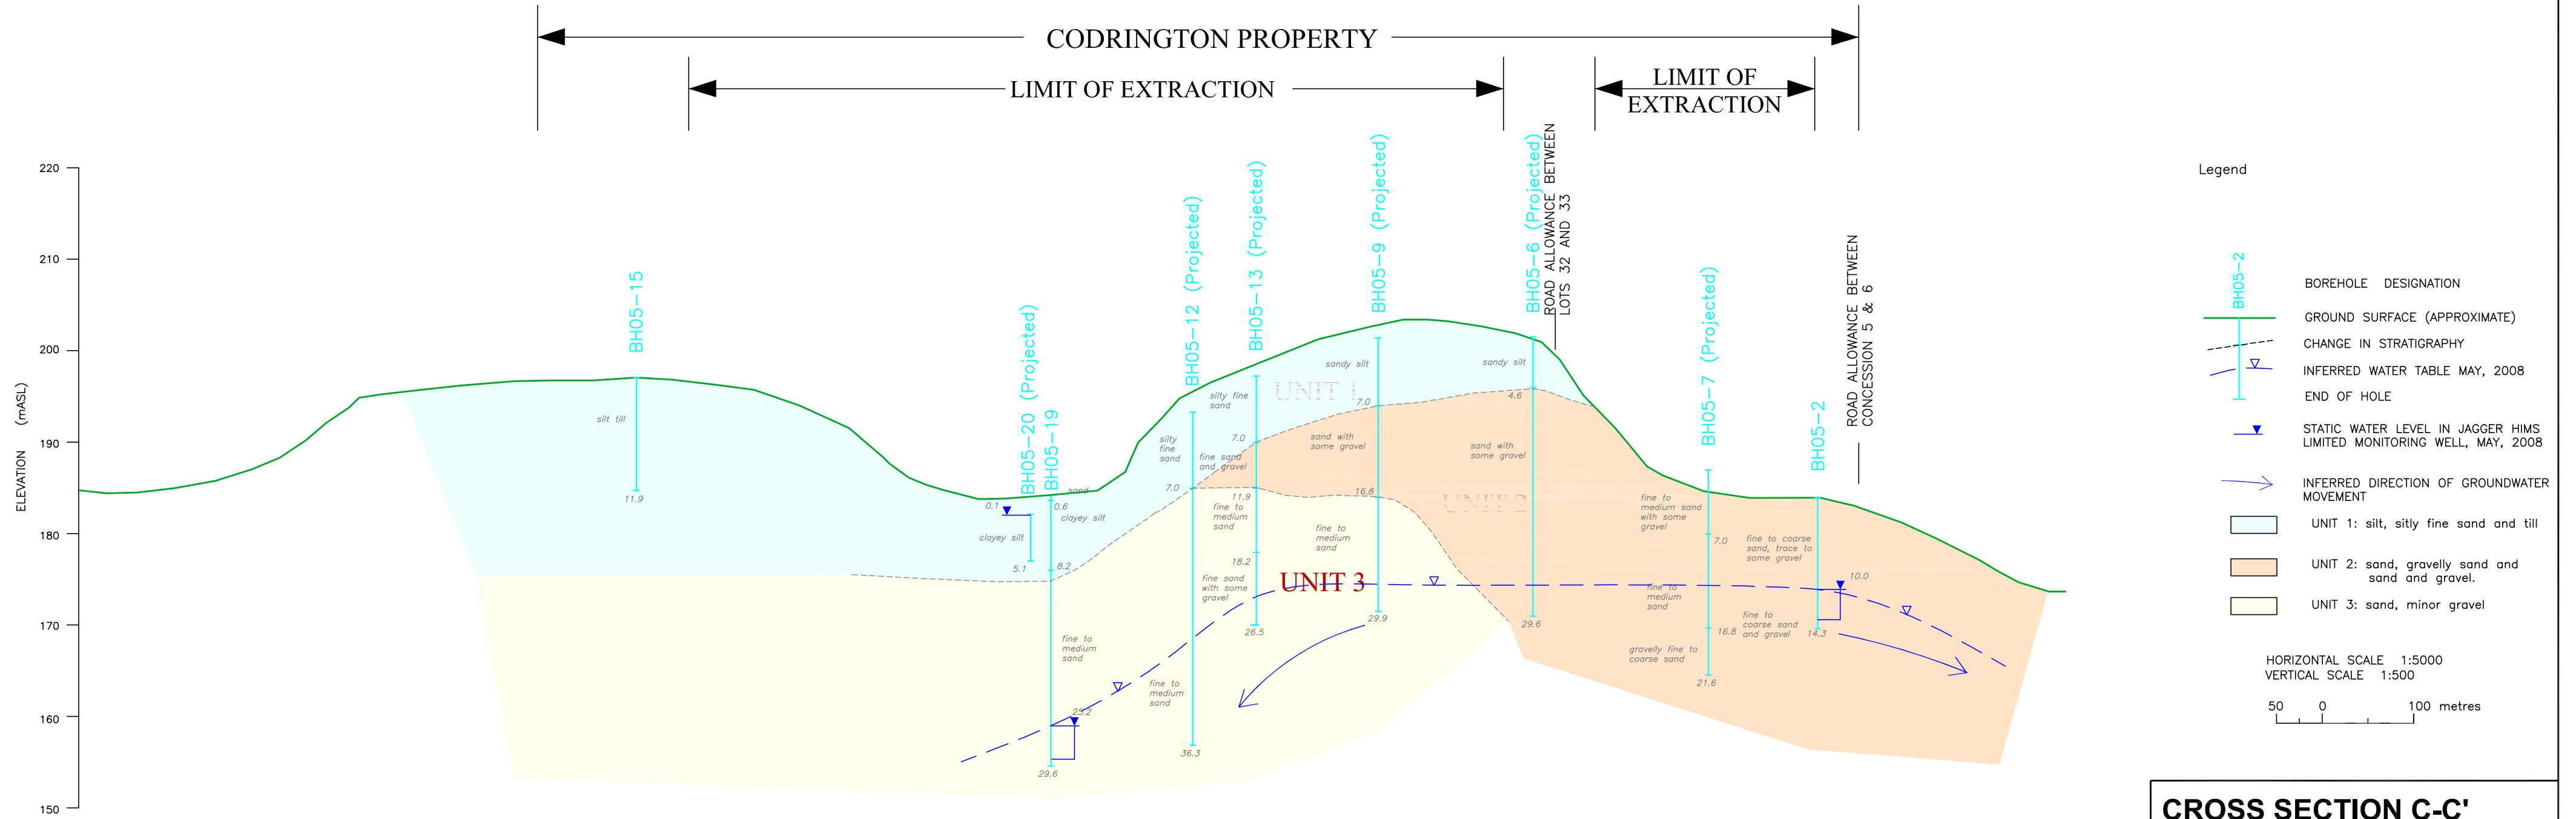 CODRINGTON PROPERTY
LIMIT OF EXTRACTION
LIMIT OF
EXTRACTION
ELEVATION (mASL)
220
210
200
190
180
170
160
150
BH05-15
BH05-20 (Projected)
BH05-19
BH05-12 (Projected)
BH05-13 (Projected)
BH05-9 (Projected)
BH05-6 (Projected)
ROAD ALLOWANCE BETWEEN
LOTS 32 AND 33
BH05-7 (Projected)
BH05-2
ROAD ALLOWANCE BETWEEN
CONCESSION 5 & 6
silt till
11.9
0.1
clayey silt
5.1
sand
0.6
clayey silt
8.2
fine to
medium
sand
25.2
29.6
silty
fine
sand
7.0
fine to
medium
sand
36.3
silty fine
sand
7.0
fine sand
and gravel
11.9
fine to
medium
sand
18.2
fine sand
with some
gravel
26.5
UNIT 1
sandy silt
7.0
sand with
some gravel
16.8
fine to
medium
sand
UNIT 3
29.9
sandy silt
4.6
sand with
some gravel
UNIT 2
29.6
fine to
medium sand
with some
gravel
7.0
fine to
medium
sand
16.8
gravelly fine to
coarse sand
21.6
fine to coarse
sand, trace to
some gravel
10.0
fine to
coarse sand
and gravel
14.3
Legend
BH05-2
BOREHOLE DESIGNATION
GROUND SURFACE (APPROXIMATE)
CHANGE IN STRATIGRAPHY
INFERRED WATER TABLE MAY, 2008
END OF HOLE
STATIC WATER LEVEL IN JAGGER HIMS
LIMITED MONITORING WELL, MAY, 2008
INFERRED DIRECTION OF GROUNDWATER
MOVEMENT
UNIT 1: silt, sitly fine sand and till
UNIT 2: sand, gravelly sand and
sand and gravel.
UNIT 3: sand, minor gravel
HORIZONTAL SCALE 1:5000
VERTICAL SCALE 1:500
50 0 100 metres
CROSS SECTION C-C'